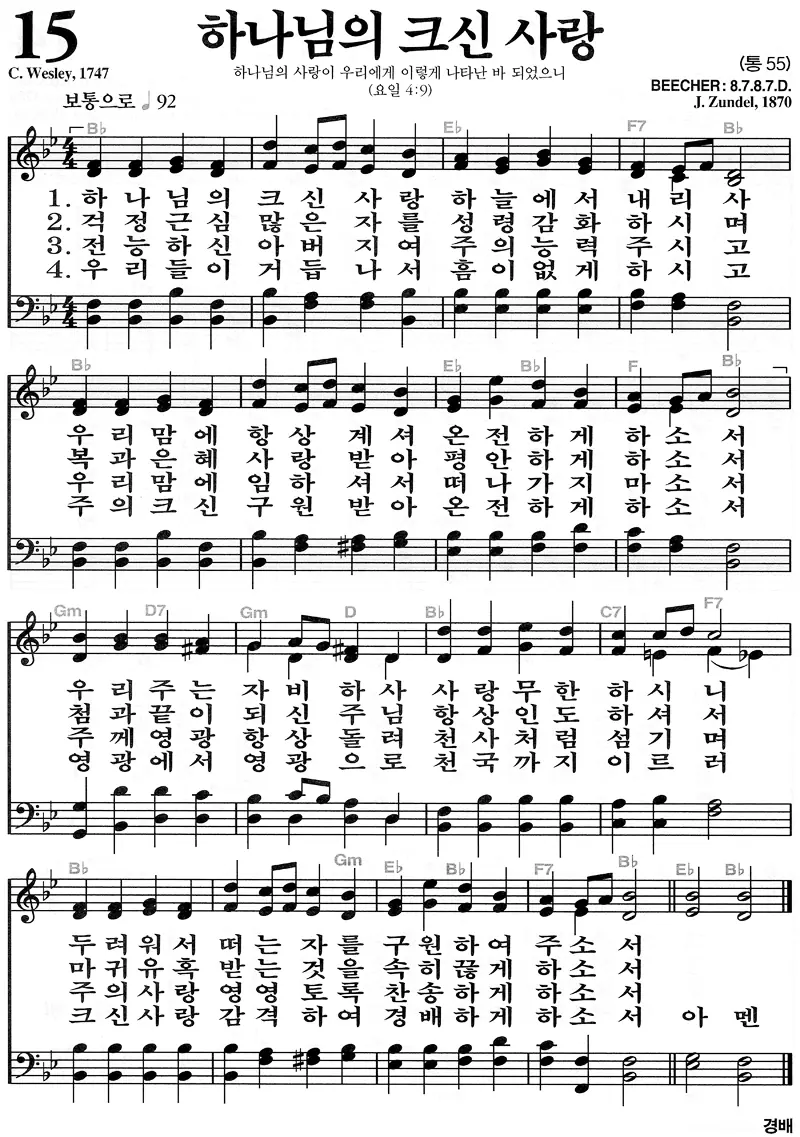 15 하나님의 크신 사랑
(통 55)
C. Wesley, 1747
하나님의 사랑이 우리에게 이렇게 나타난 바 되었으니
(요일 4:9)
BEECHER : 8.7.8.7.D.
J. Zundel, 1870
보통으로 ♩ 92
B♭ E♭ F7 B♭
4 4
1. 하 나 님 의 크 신 사 랑 하 늘 에 서 내 리 사
2. 걱 정 근 심 많 은 자 를 성 령 감 화 하 시 며
3. 전 능 하 신 아 버 지 여 주 의 능 력 주 시 고
4. 우 리 들 이 거 듭 나 서 흠 이 없 게 하 시 고
4 4
B♭ E♭ B♭ F B♭
우 리 맘 에 항 상 계 셔 온 전 하 게 하 소 서
복 과 은 혜 사 랑 받 아 평 안 하 게 하 소 서
우 리 맘 에 임 하 셔 서 떠 나 가 지 마 소 서
주 의 크 신 구 원 받 아 온 전 하 게 하 소 서
Gm D7 Gm D B♭ C7 F7
우 리 주 는 자 비 하 사 사 랑 무 한 하 시 니
첨 과 끝 이 되 신 주 님 항 상 인 도 하 셔 서
주 께 영 광 항 상 돌 려 천 사 처 럼 섬 기 며
영 광 에 서 영 광 으 로 천 국 까 지 이 르 러
B♭ Gm E♭ B♭ F7 B♭ E♭ B♭
두 려 워 서 떠 는 자 를 구 원 하 여 주 소 서
마 귀 유 혹 받 는 것 을 속 히 끊 게 하 소 서
주 의 사 랑 영 영 토 록 찬 송 하 게 하 소 서
크 신 사 랑 감 격 하 여 경 배 하 게 하 소 서 아 멘
경배